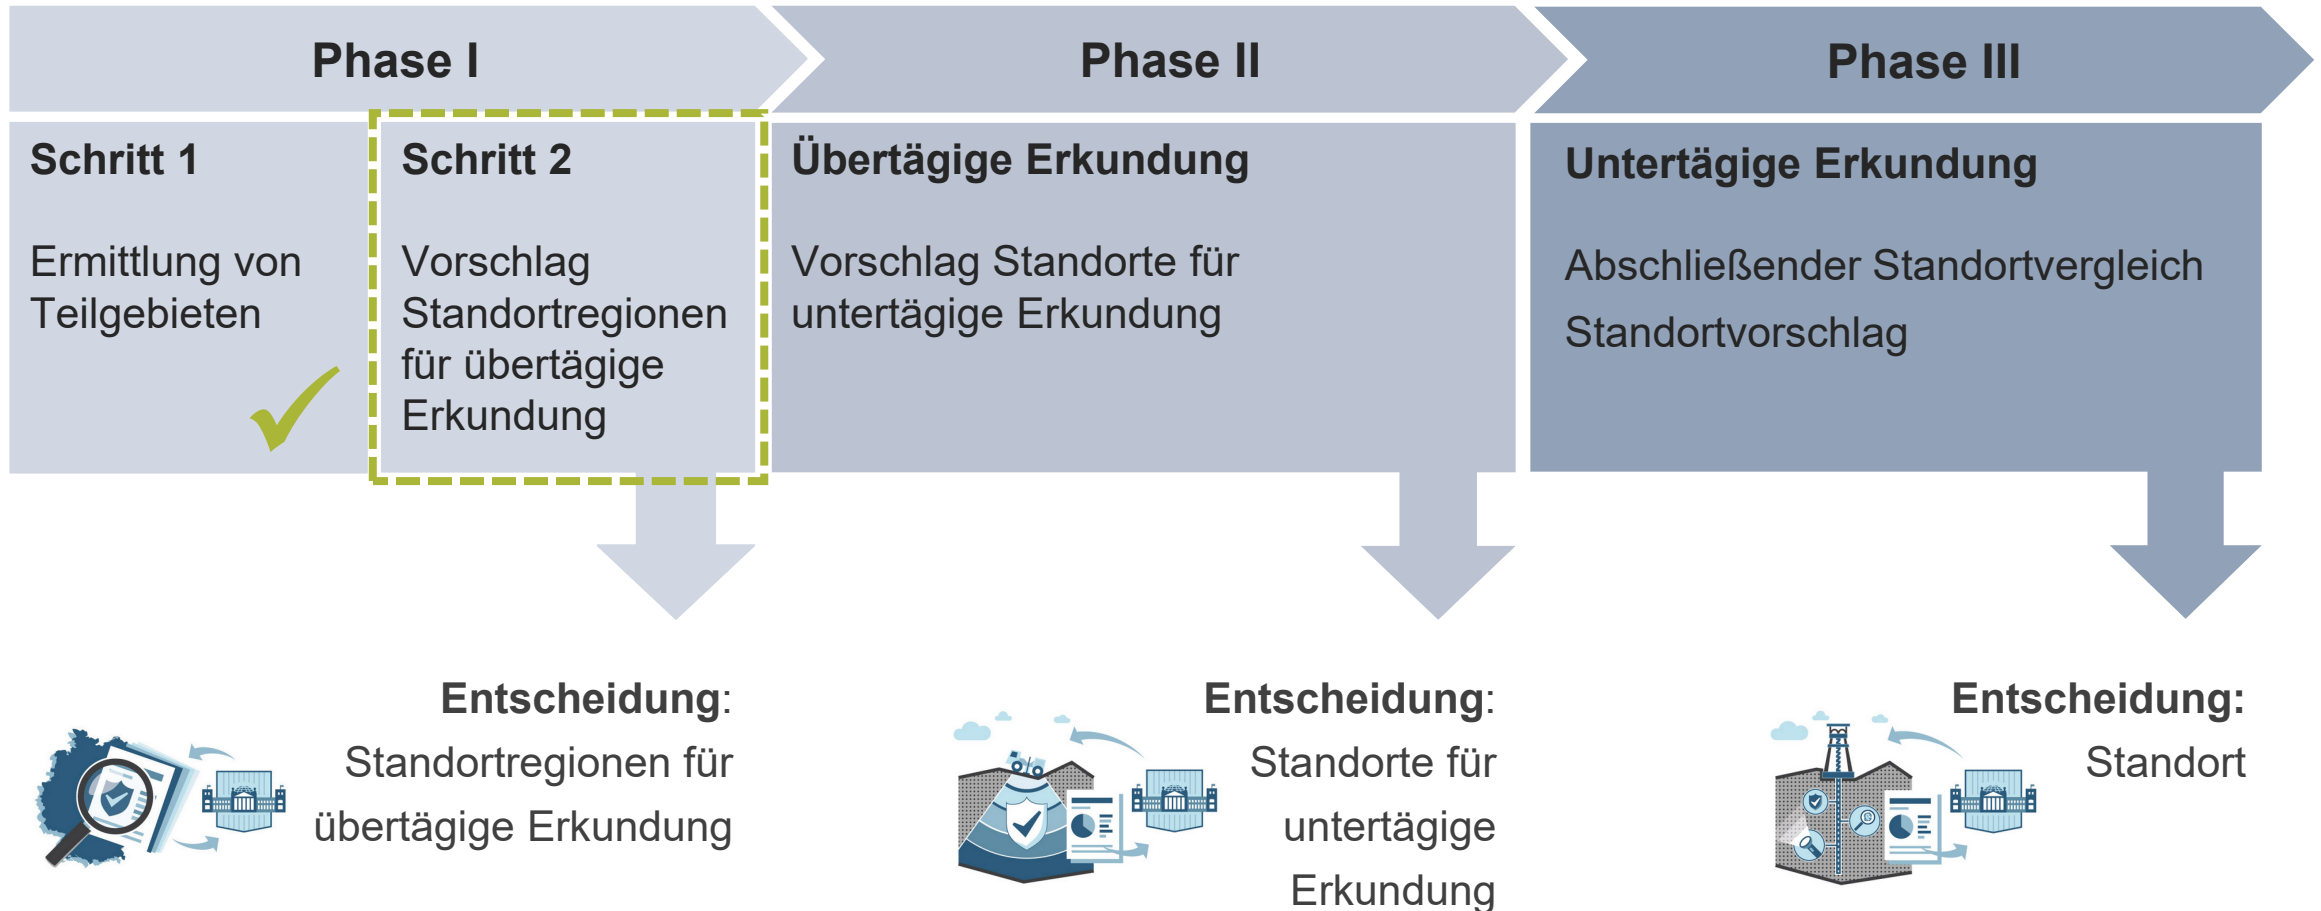 Phase I
Phase II
Phase III
Schritt 1
Ermittlung von
Teilgebieten
Schritt 2
Vorschlag
Standortregionen
für übertägige
Erkundung
Übertägige Erkundung
Vorschlag Standorte für
untertägige Erkundung
Untertägige Erkundung
Abschließender Standortvergleich
Standortvorschlag
Entscheidung:
Standortregionen für
übertägige Erkundung
Entscheidung:
Standorte für
untertägige
Erkundung
Entscheidung:
Standort